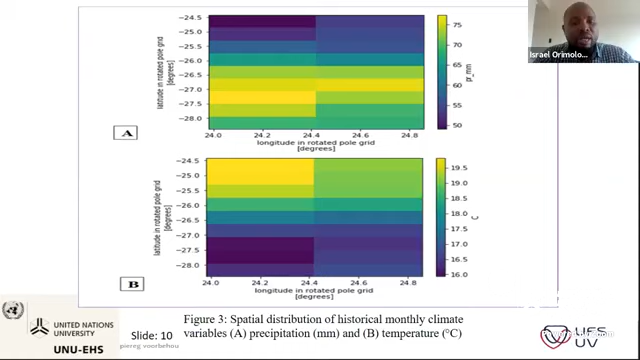 Israel Orimolo...
-24.5
-25.0
-25.5
-26.0
-26.5
-27.0
-27.5
-28.0
latitude in rotated pole grid
[degrees]
24.0 24.2 24.4 24.6 24.8
longitude in rotated pole grid
[degrees]
75
70
65
60
55
50
pr_mm
A
-24.5
-25.0
-25.5
-26.0
-26.5
-27.0
-27.5
-28.0
latitude in rotated pole grid
[degrees]
24.0 24.2 24.4 24.6 24.8
longitude in rotated pole grid
[degrees]
19.5
19.0
18.5
18.0
17.5
17.0
16.5
16.0
C
B
Figure 3: Spatial distribution of historical monthly climate
variables (A) precipitation (mm) and (B) temperature (°C)
UNITED NATIONS
UNIVERSITY
UNU-EHS
Slide: 10
UFS
UV